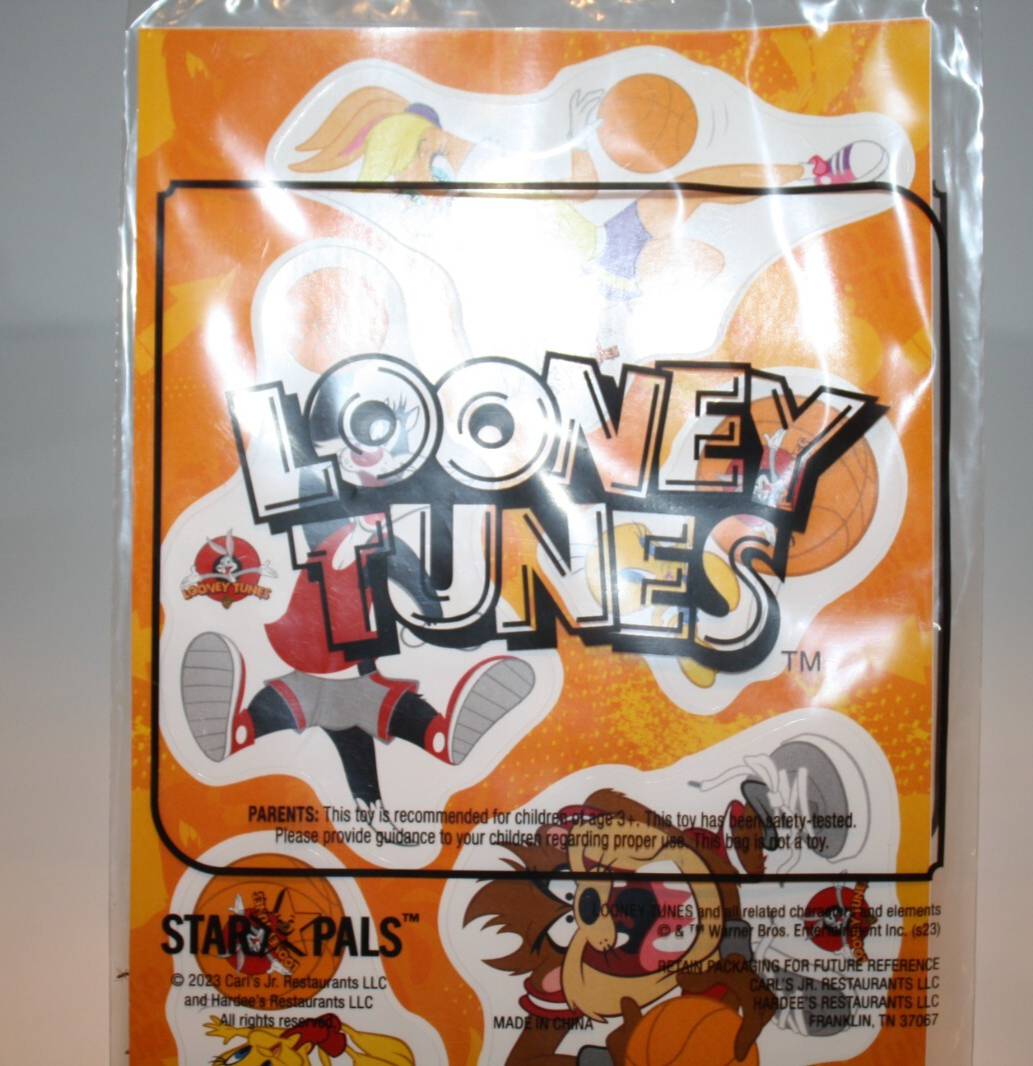 LOONEY
TUNES
TM
LOONEY TUNES
PARENTS: This toy is recommended for children of age 3+. This toy has been safety-tested.
Please provide guidance to your children regarding proper use. This bag is not a toy.
STAR PALS™
© 2023 Carl's Jr. Restaurants LLC
and Hardee's Restaurants LLC
All rights reserved.
MADE IN CHINA
LOONEY TUNES and all related characters and elements
© & ™ Warner Bros. Entertainment Inc. (s23)
RETAIN PACKAGING FOR FUTURE REFERENCE
CARL'S JR. RESTAURANTS LLC
HARDEE'S RESTAURANTS LLC
FRANKLIN, TN 37067